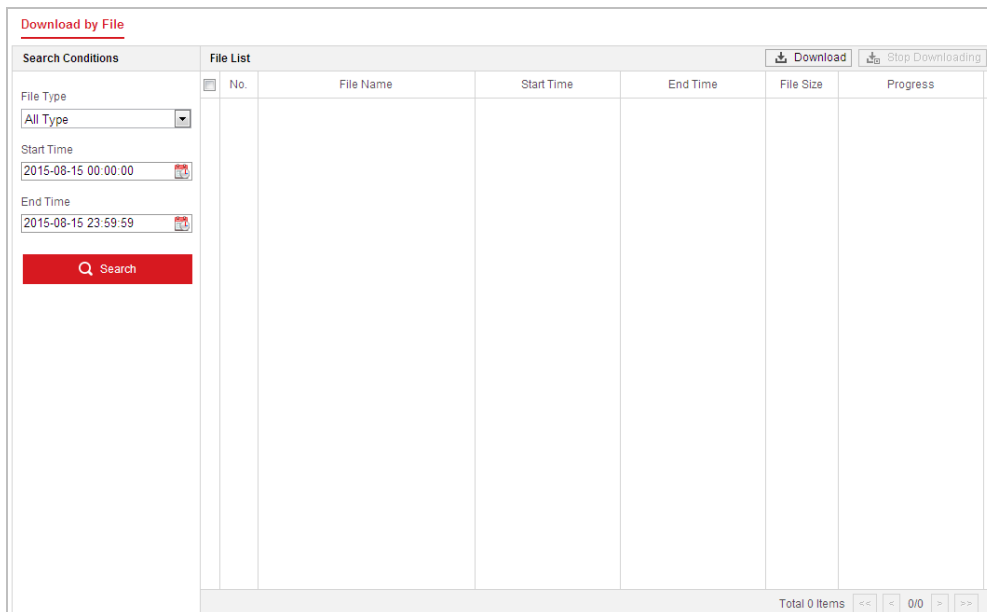 Download by File
Search Conditions
File Type
All Type
Start Time
2015-08-15 00:00:00
End Time
2015-08-15 23:59:59
Search
File List
Download
Stop Downloading
No.
File Name
Start Time
End Time
File Size
Progress
Total 0 Items << < 0/0 > >>